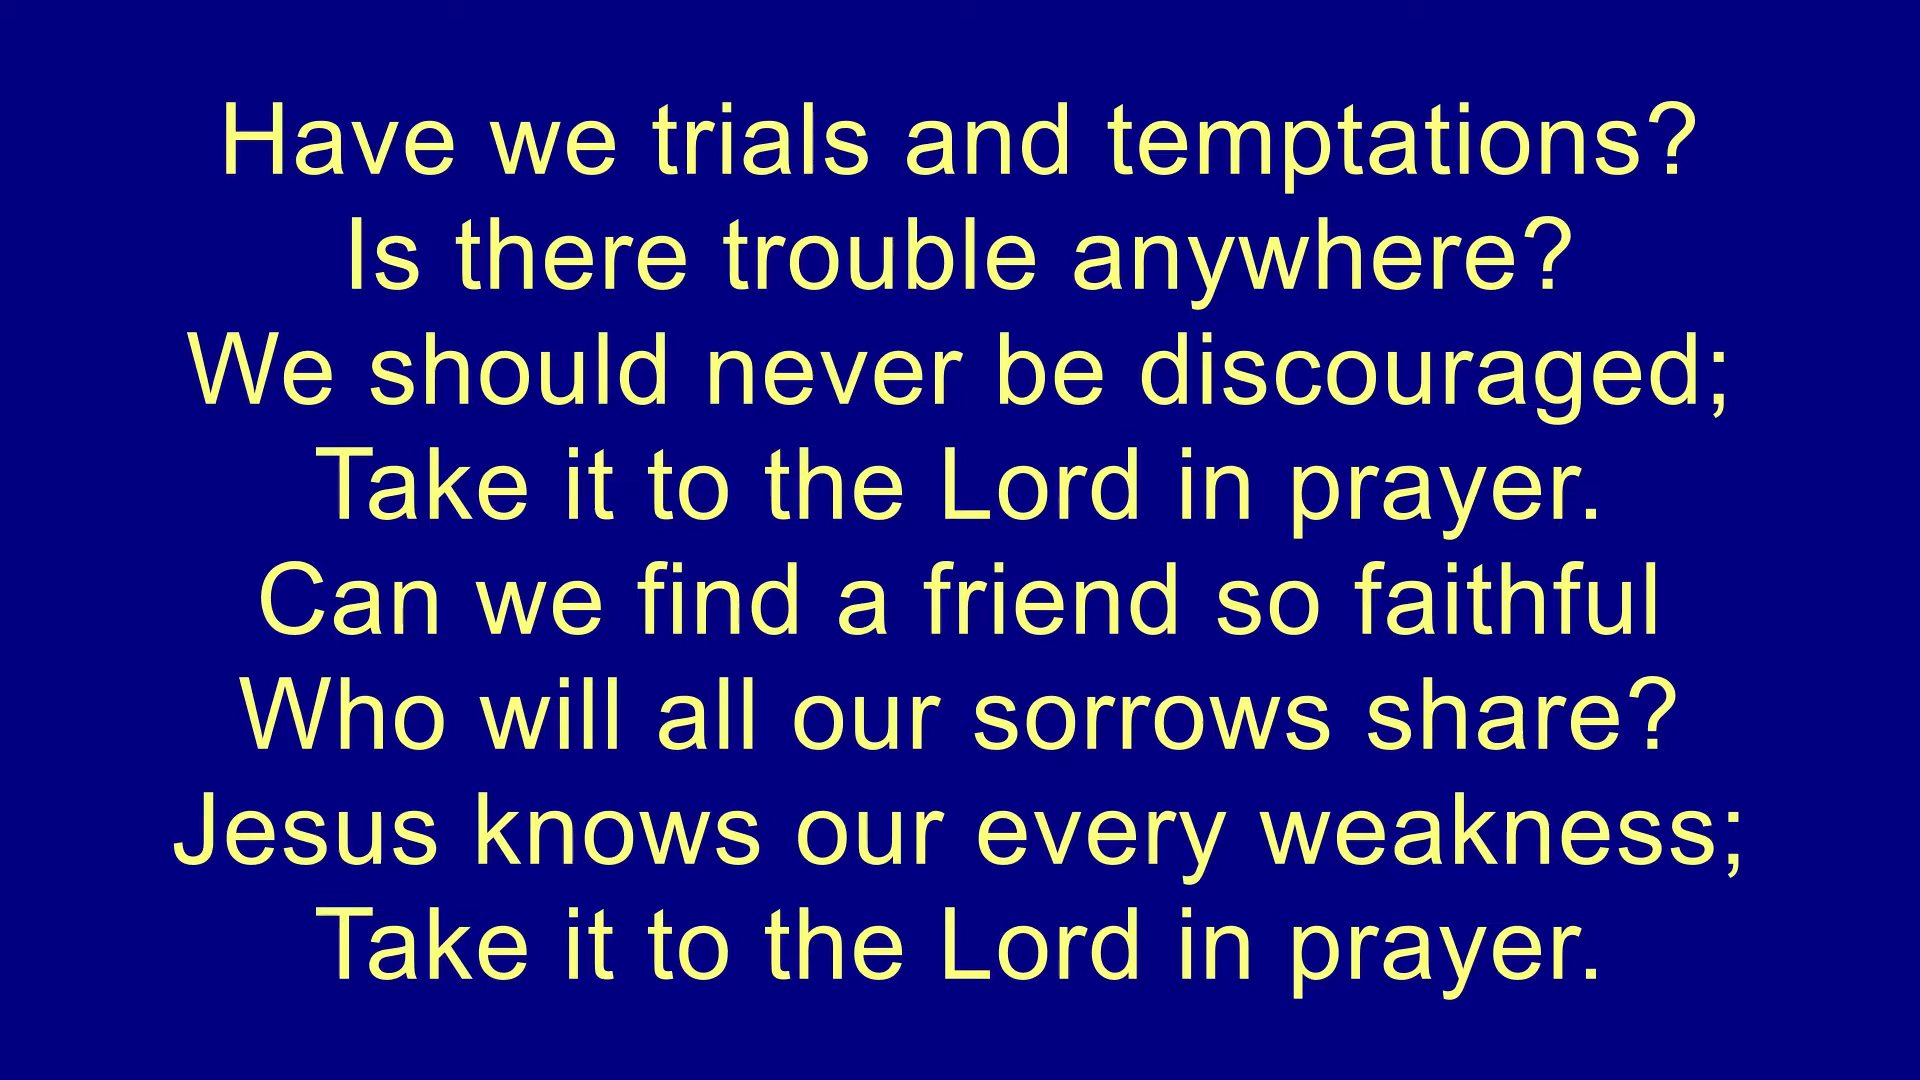 Have we trials and temptations?
Is there trouble anywhere?
We should never be discouraged;
Take it to the Lord in prayer.
Can we find a friend so faithful
Who will all our sorrows share?
Jesus knows our every weakness;
Take it to the Lord in prayer.